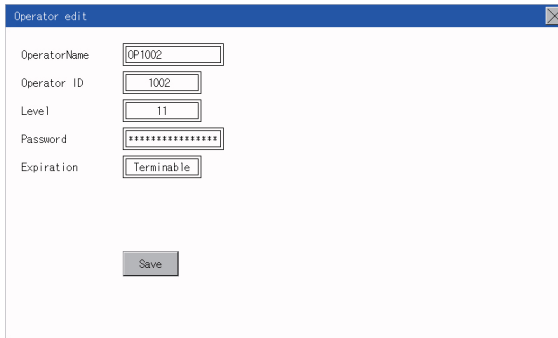 Operator edit
OperatorName OP1002
Operator ID 1002
Level 11
Password ***************
Expiration Terminable
Save